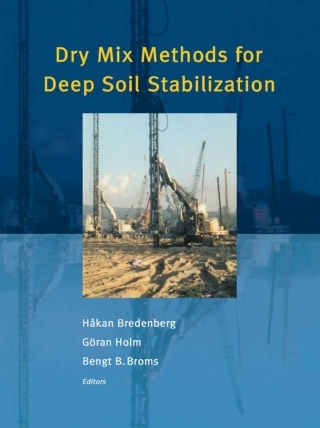 Dry Mix Methods for
Deep Soil Stabilization
Håkan Bredenberg
Göran Holm
Bengt B. Broms
Editors